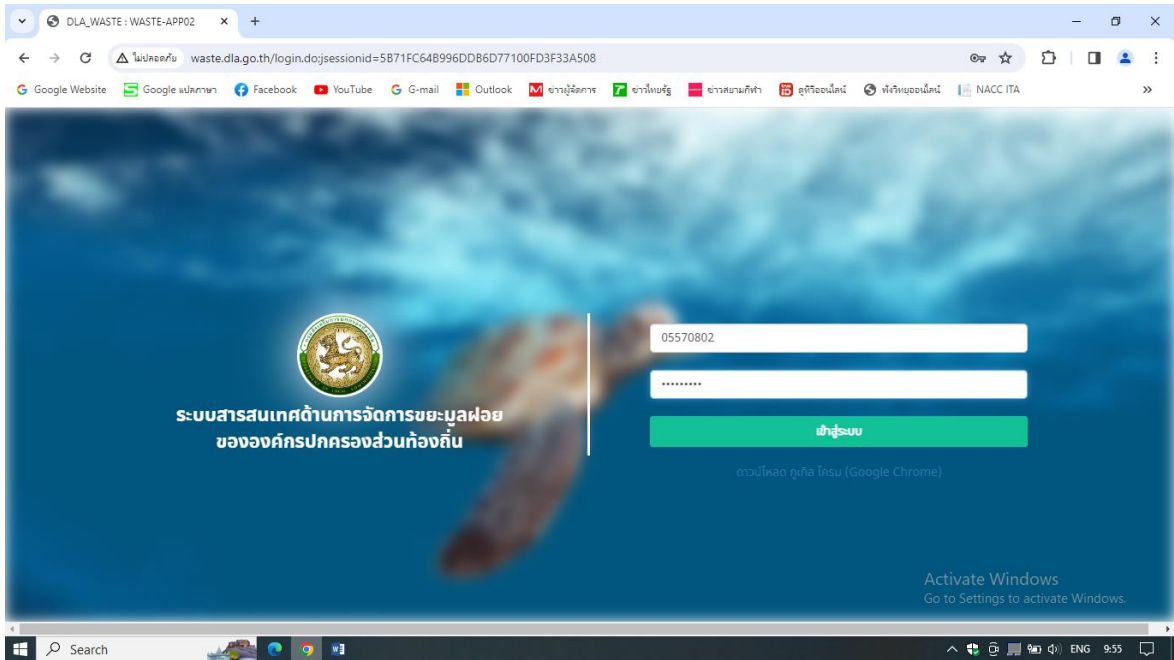 DLA_WASTE : WASTE-APP02
ไม่ปลอดภัย waste.dla.go.th/login.do;jsessionid=5B71FC64B996DDB6D77100FD3F33A508
Google Website Google แปลภาษา Facebook YouTube G-mail Outlook ข่าวผู้จัดการ ข่าวไทยรัฐ ข่าวสยามกีฬา ดูทีวีออนไลน์ ฟังวิทยุออนไลน์ NACC ITA
05570802
ระบบสารสนเทศด้านการจัดการขยะมูลฝอย
ขององค์กรปกครองส่วนท้องถิ่น
เข้าสู่ระบบ
ดาวน์โหลด กูเกิล โครม (Google Chrome)
Activate Windows
Go to Settings to activate Windows.
Search
ENG 9:55